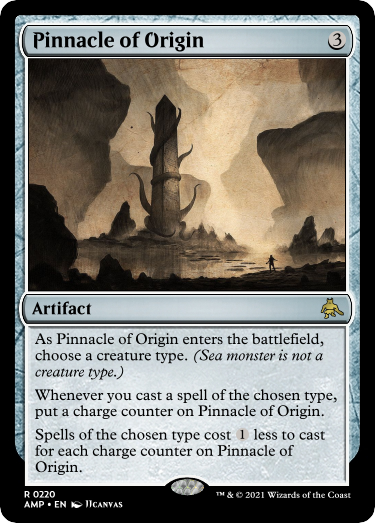 Pinnacle of Origin 3
Artifact
As Pinnacle of Origin enters the battlefield,
choose a creature type. (Sea monster is not a
creature type.)
Whenever you cast a spell of the chosen type,
put a charge counter on Pinnacle of Origin.
Spells of the chosen type cost 1 less to cast
for each charge counter on Pinnacle of
Origin.
R 0220
AMP • EN JJcanvas
™ & © 2021 Wizards of the Coast